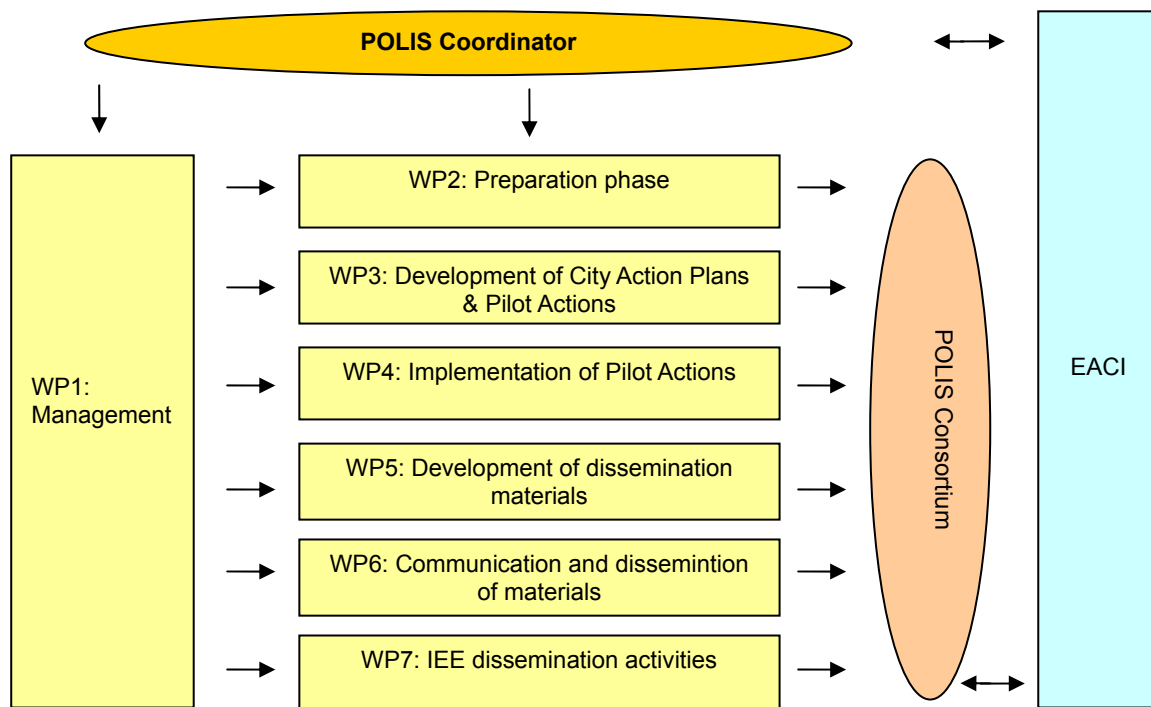 POLIS Coordinator
WP1:
Management
WP2: Preparation phase
WP3: Development of City Action Plans
& Pilot Actions
WP4: Implementation of Pilot Actions
WP5: Development of dissemination
materials
WP6: Communication and dissemintion
of materials
WP7: IEE dissemination activities
POLIS Consortium
EACI